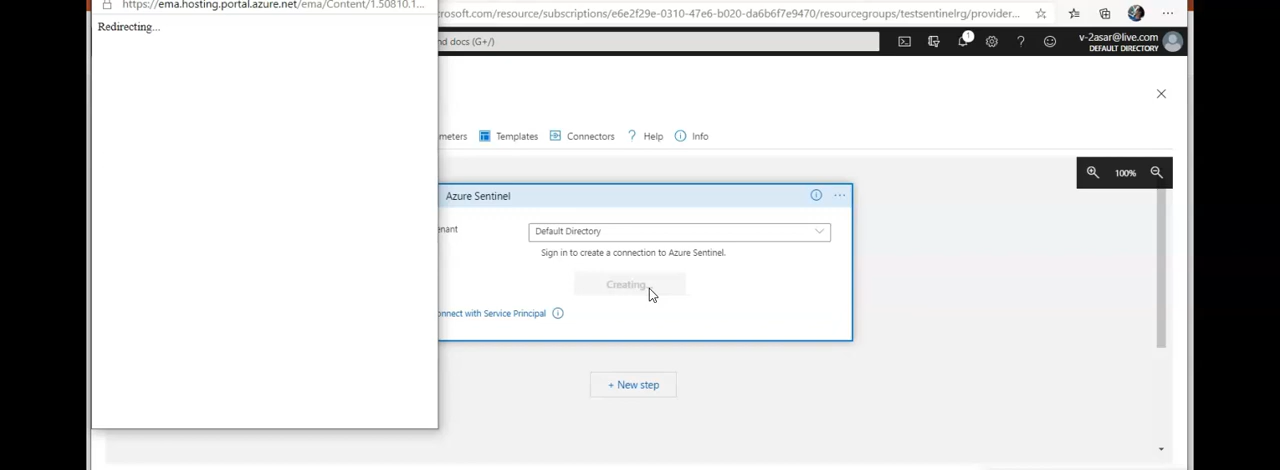 https://ema.hosting.portal.azure.net/ema/Content/1.50810.1...
Redirecting...
rosoft.com/resource/subscriptions/e6e2f29e-0310-47e6-b020-da6b6f7e9470/resourcegroups/testsentinelrg/provider...
nd docs (G+/)
1
v-2asar@live.com
DEFAULT DIRECTORY
meters
Templates
Connectors
? Help
Info
100%
Azure Sentinel
enant
Default Directory
Sign in to create a connection to Azure Sentinel.
Creating...
onnect with Service Principal
+ New step